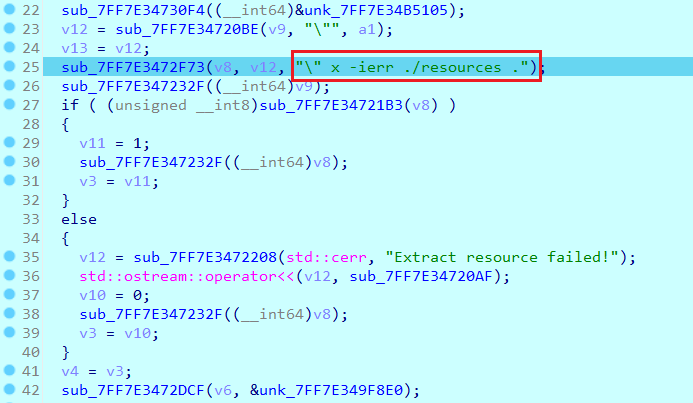 22 sub_7FF7E34730F4((__int64)&unk_7FF7E34B5105);
23 v12 = sub_7FF7E34720BE(v9, "\"", a1);
24 v13 = v12;
25 sub_7FF7E3472F73(v8, v12, "\" x -ierr ./resources .");
26 sub_7FF7E347232F((__int64)v9);
27 if ( (unsigned __int8)sub_7FF7E34721B3(v8) )
28 {
29 v11 = 1;
30 sub_7FF7E347232F((__int64)v8);
31 v3 = v11;
32 }
33 else
34 {
35 v12 = sub_7FF7E3472208(std::cerr, "Extract resource failed!");
36 std::ostream::operator<<(v12, sub_7FF7E34720AF);
37 v10 = 0;
38 sub_7FF7E347232F((__int64)v8);
39 v3 = v10;
40 }
41 v4 = v3;
42 sub_7FF7E3472DCF(v6, &unk_7FF7E349F8E0);